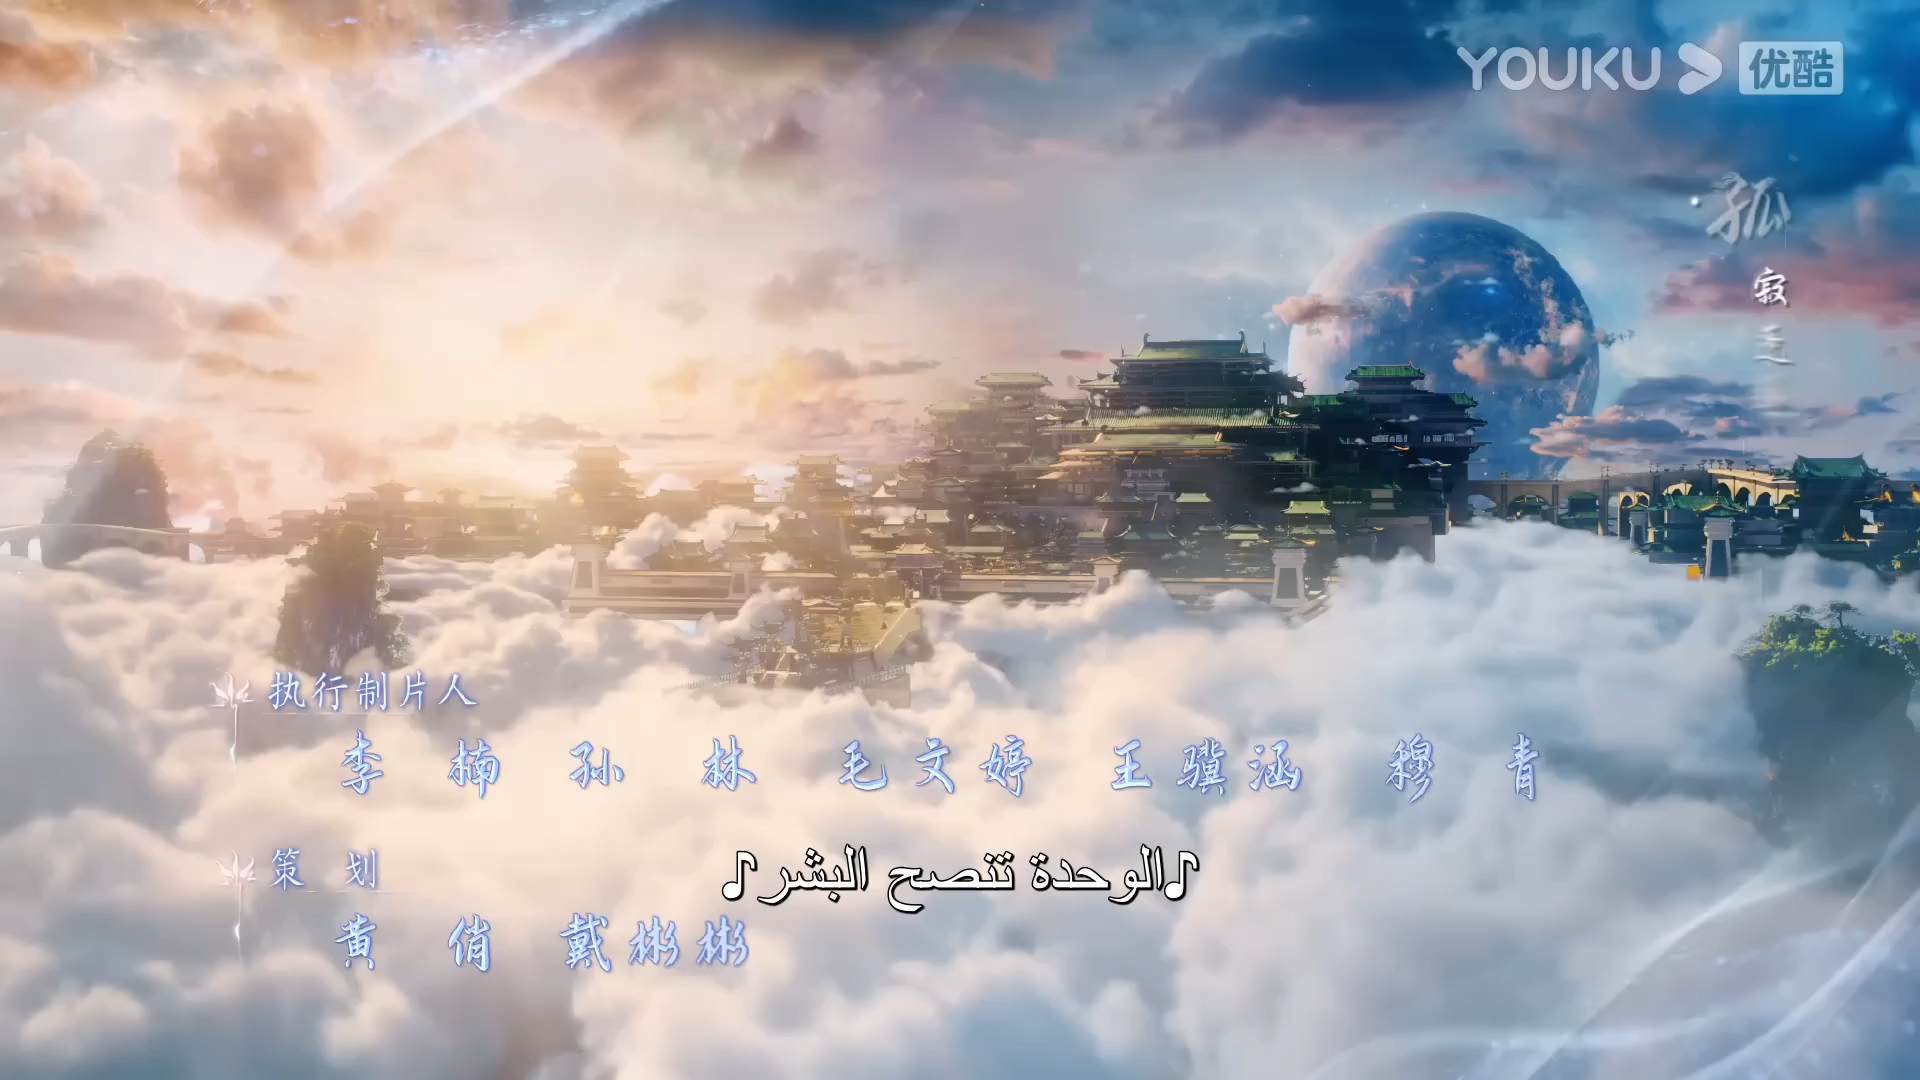 YOUKU 优酷
孤寂
执行制片人
李楠 孙林 毛文婷 王骥涵 穆青
策划
黄俏 戴彬彬
♪الوحدة تنصح البشر♪